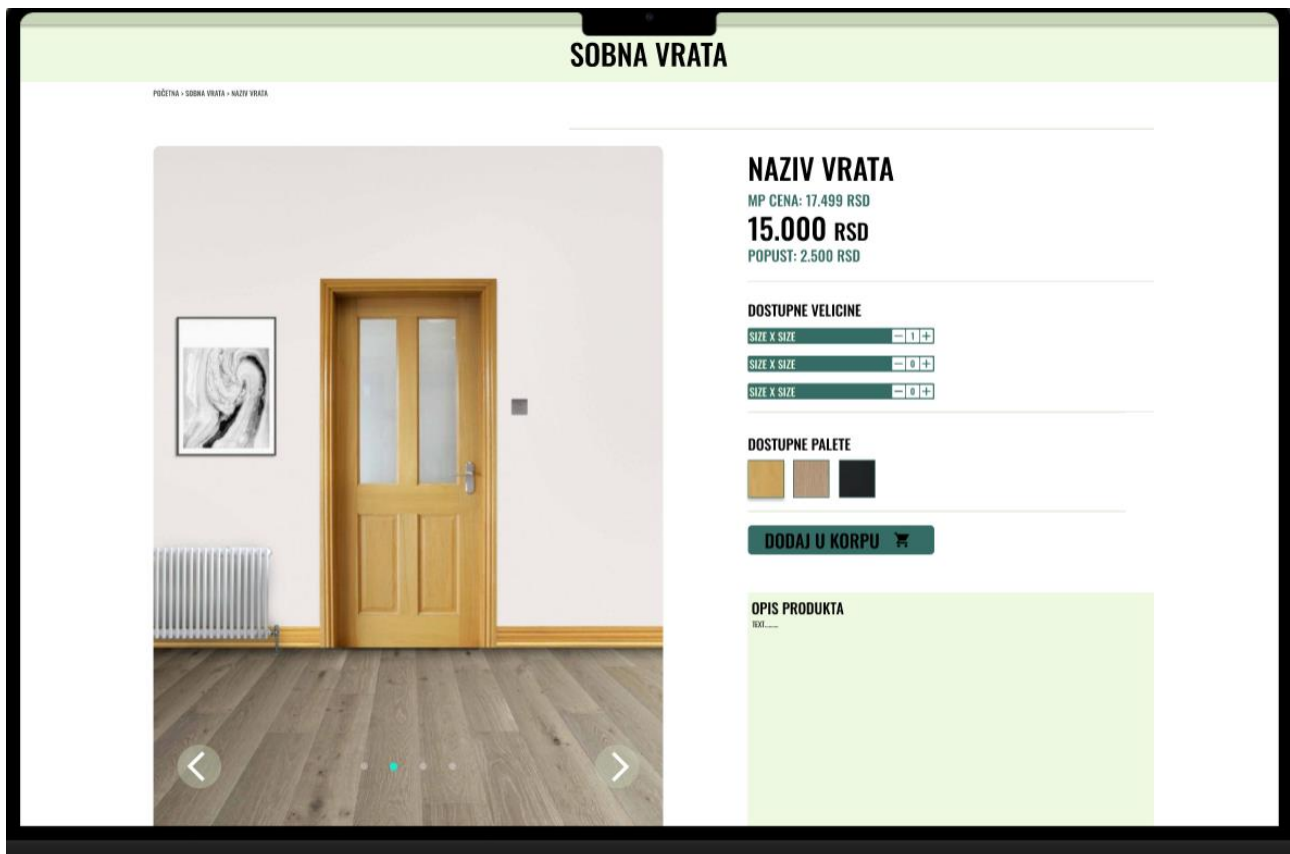 SOBNA VRATA
POČETNA > SOBNA VRATA > NAZIV VRATA
NAZIV VRATA
MP CENA: 17.499 RSD
15.000 RSD
POPUST: 2.500 RSD
DOSTUPNE VELICINE
SIZE X SIZE − 1 +
SIZE X SIZE − 0 +
SIZE X SIZE − 0 +
DOSTUPNE PALETE
DODAJ U KORPU
OPIS PRODUKTA
TEXT.......